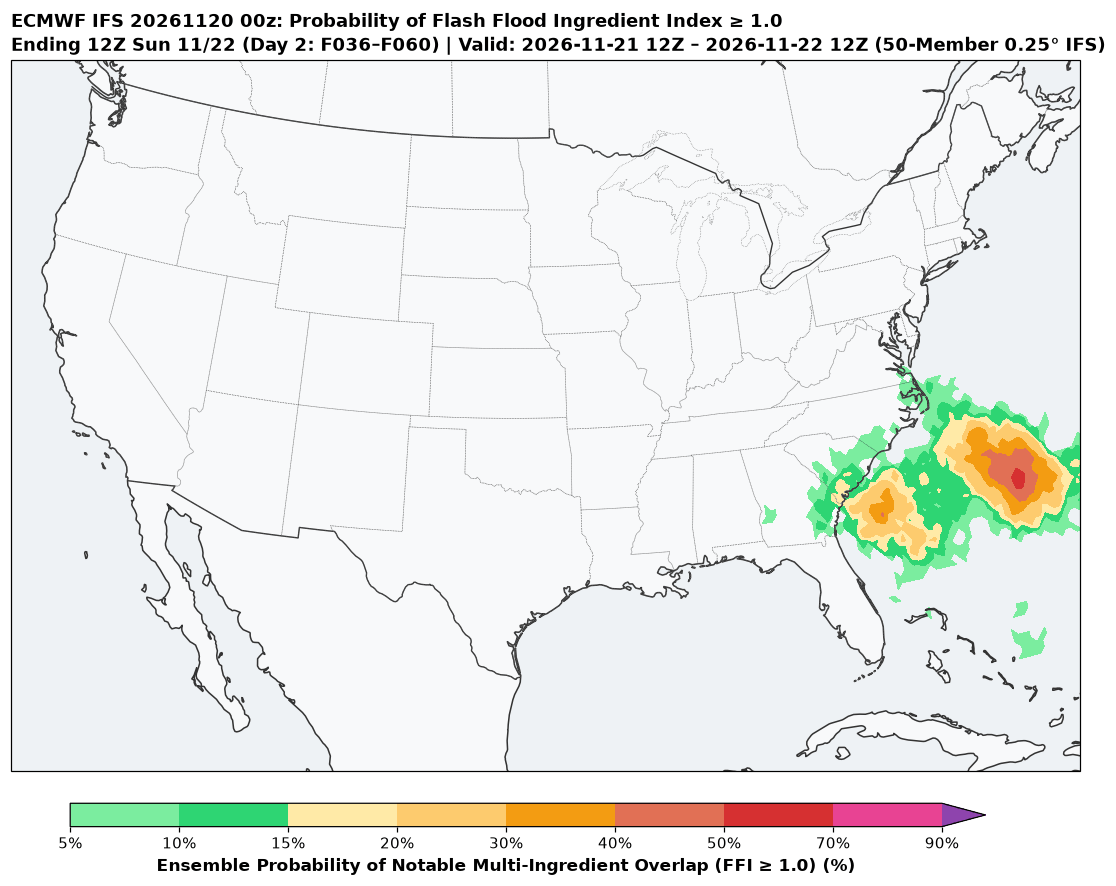 ECMWF IFS 20261120 00z: Probability of Flash Flood Ingredient Index ≥ 1.0
Ending 12Z Sun 11/22 (Day 2: F036–F060) | Valid: 2026-11-21 12Z – 2026-11-22 12Z (50-Member 0.25° IFS)
5% 10% 15% 20% 30% 40% 50% 70% 90%
Ensemble Probability of Notable Multi-Ingredient Overlap (FFI ≥ 1.0) (%)